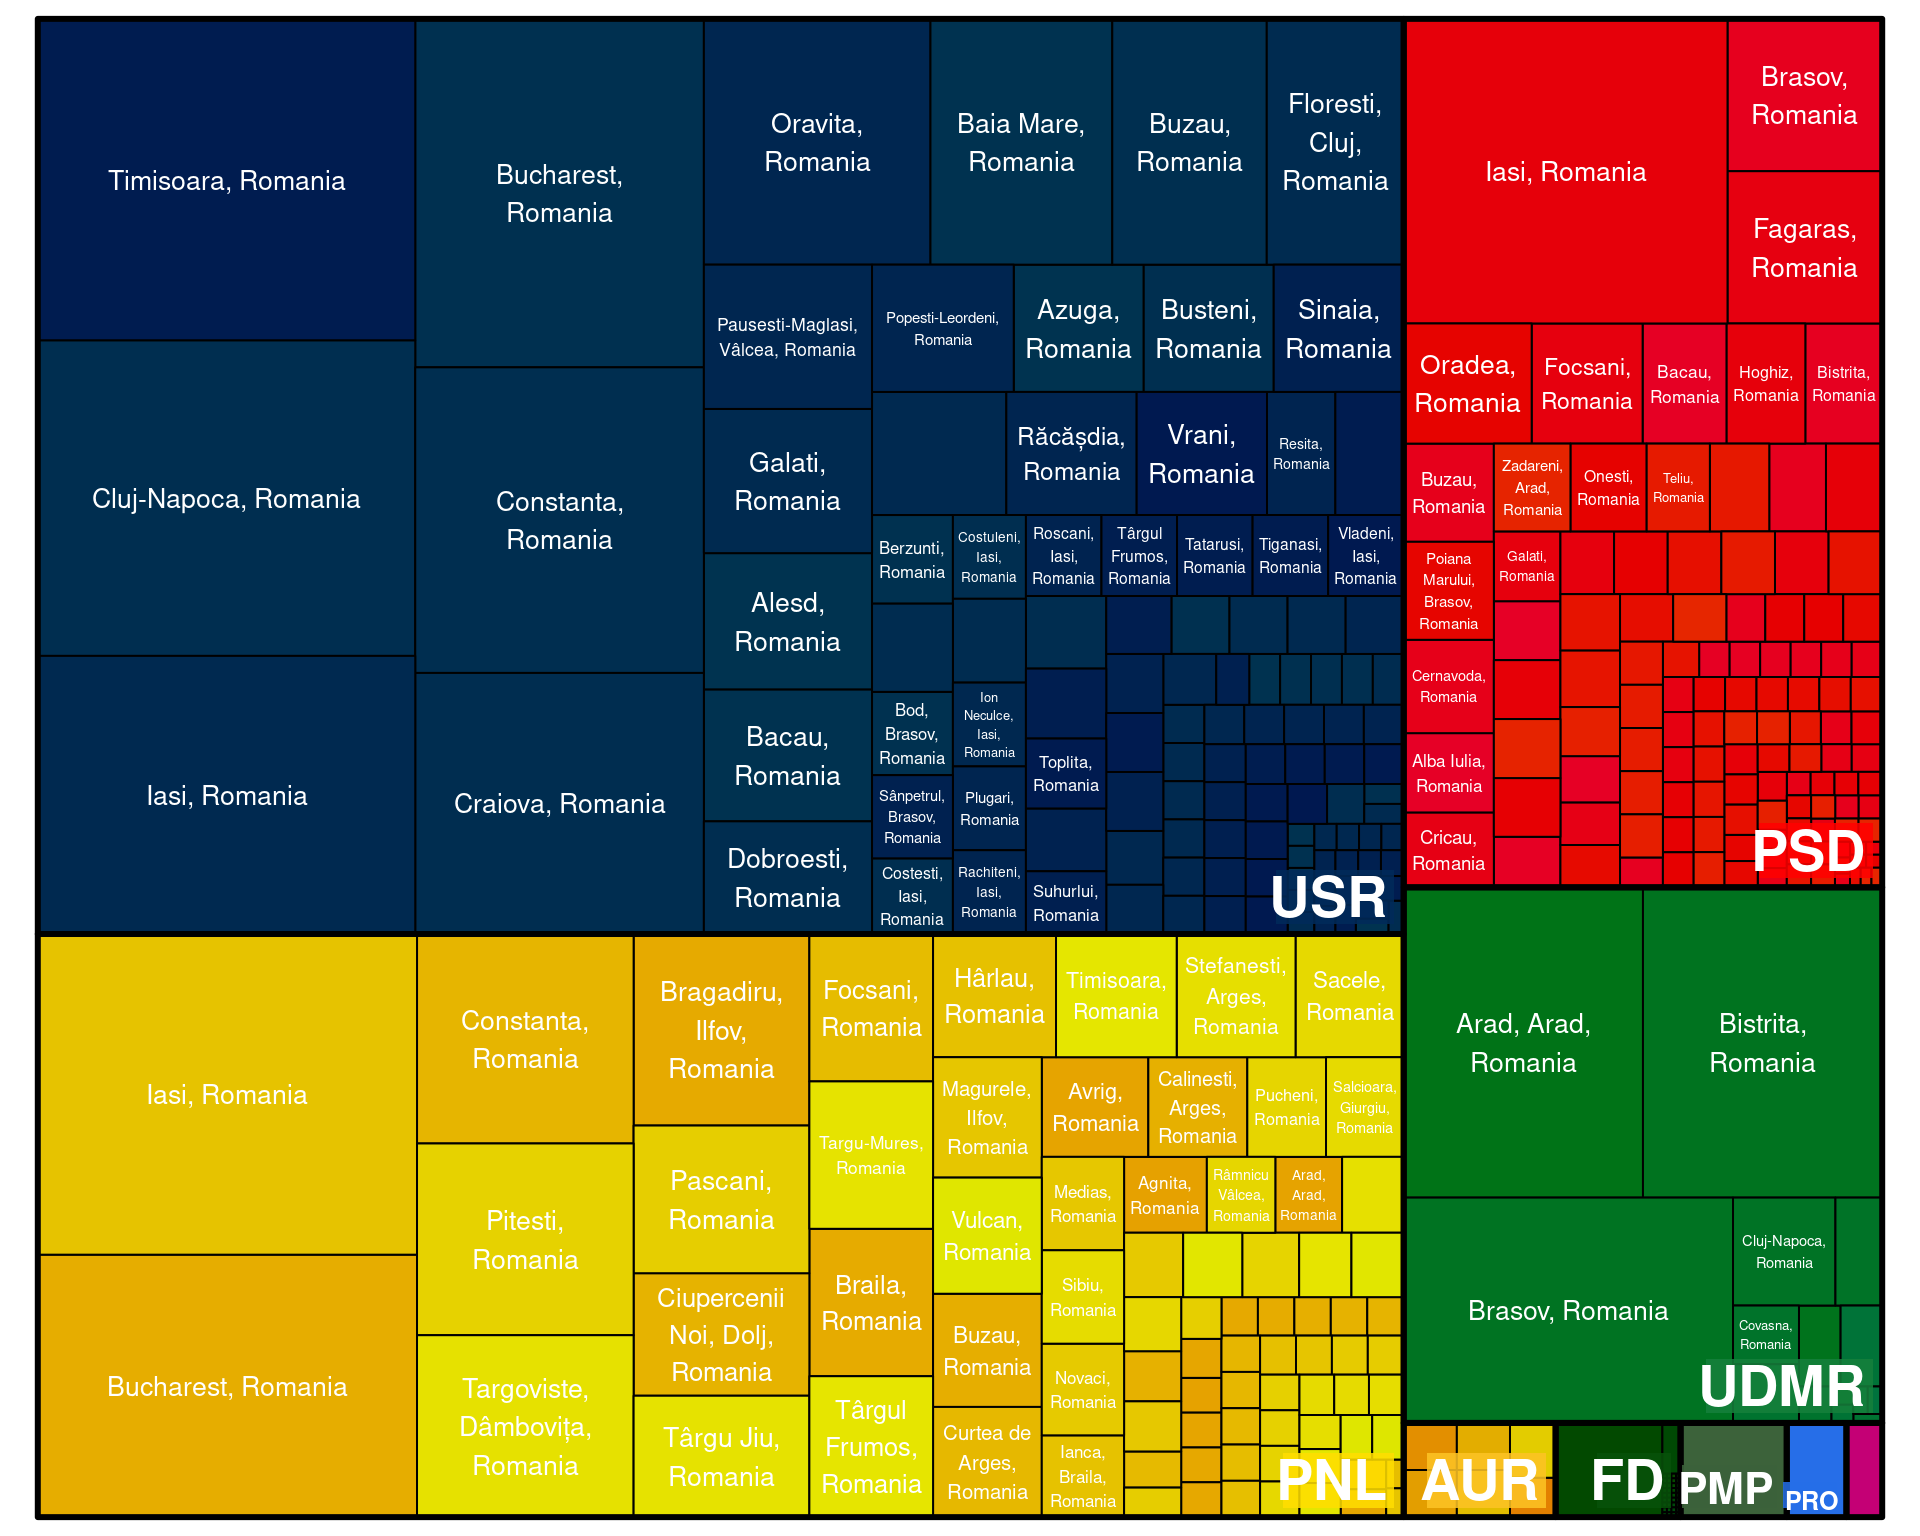 Timisoara, Romania
Cluj-Napoca, Romania
Iasi, Romania
Bucharest,
Romania
Constanta,
Romania
Craiova, Romania
Oravita,
Romania
Baia Mare,
Romania
Buzau,
Romania
Floresti,
Cluj,
Romania
Pausesti-Maglasi,
Vâlcea, Romania
Galati,
Romania
Alesd,
Romania
Bacau,
Romania
Dobroesti,
Romania
Popesti-Leordeni,
Romania
Azuga,
Romania
Busteni,
Romania
Sinaia,
Romania
Răcășdia,
Romania
Vrani,
Romania
Resita,
Romania
Berzunti,
Romania
Bod,
Brasov,
Romania
Sânpetrul,
Brasov,
Romania
Costesti,
Iasi,
Romania
Costuleni,
Iasi,
Romania
Ion
Neculce,
Iasi,
Romania
Plugari,
Romania
Rachiteni,
Iasi,
Romania
Roscani,
Iasi,
Romania
Târgul
Frumos,
Romania
Tatarusi,
Romania
Tiganasi,
Romania
Vladeni,
Iasi,
Romania
Toplita,
Romania
Suhurlui,
Romania
USR
Iasi, Romania
Brasov,
Romania
Fagaras,
Romania
Oradea,
Romania
Focsani,
Romania
Bacau,
Romania
Hoghiz,
Romania
Bistrita,
Romania
Buzau,
Romania
Poiana
Marului,
Brasov,
Romania
Cernavoda,
Romania
Alba Iulia,
Romania
Cricau,
Romania
Zadareni,
Arad,
Romania
Onesti,
Romania
Teliu,
Romania
Galati,
Romania
PSD
Iasi, Romania
Bucharest, Romania
Constanta,
Romania
Pitesti,
Romania
Targoviste,
Dâmbovița,
Romania
Bragadiru,
Ilfov,
Romania
Pascani,
Romania
Ciupercenii
Noi, Dolj,
Romania
Târgu Jiu,
Romania
Focsani,
Romania
Targu-Mures,
Romania
Braila,
Romania
Târgul
Frumos,
Romania
Hârlau,
Romania
Timisoara,
Romania
Stefanesti,
Arges,
Romania
Sacele,
Romania
Magurele,
Ilfov,
Romania
Vulcan,
Romania
Buzau,
Romania
Curtea de
Arges,
Romania
Avrig,
Romania
Calinesti,
Arges,
Romania
Pucheni,
Romania
Salcioara,
Giurgiu,
Romania
Medias,
Romania
Sibiu,
Romania
Novaci,
Romania
Ianca,
Braila,
Romania
Agnita,
Romania
Râmnicu
Vâlcea,
Romania
Arad,
Arad,
Romania
PNL
Arad, Arad,
Romania
Bistrita,
Romania
Brasov, Romania
Cluj-Napoca,
Romania
Covasna,
Romania
UDMR
AUR
FD
PMP
PRO